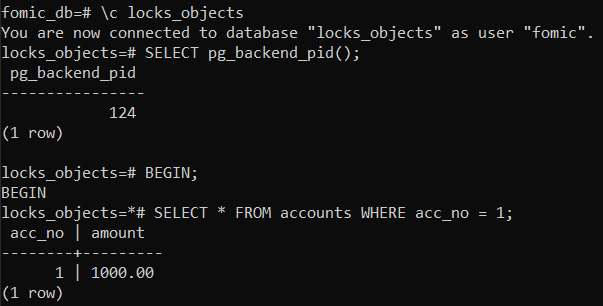 fomic_db=# \c locks_objects
You are now connected to database "locks_objects" as user "fomic".
locks_objects=# SELECT pg_backend_pid();
 pg_backend_pid
----------------
            124
(1 row)

locks_objects=# BEGIN;
BEGIN
locks_objects=*# SELECT * FROM accounts WHERE acc_no = 1;
 acc_no | amount
--------+---------
      1 | 1000.00
(1 row)